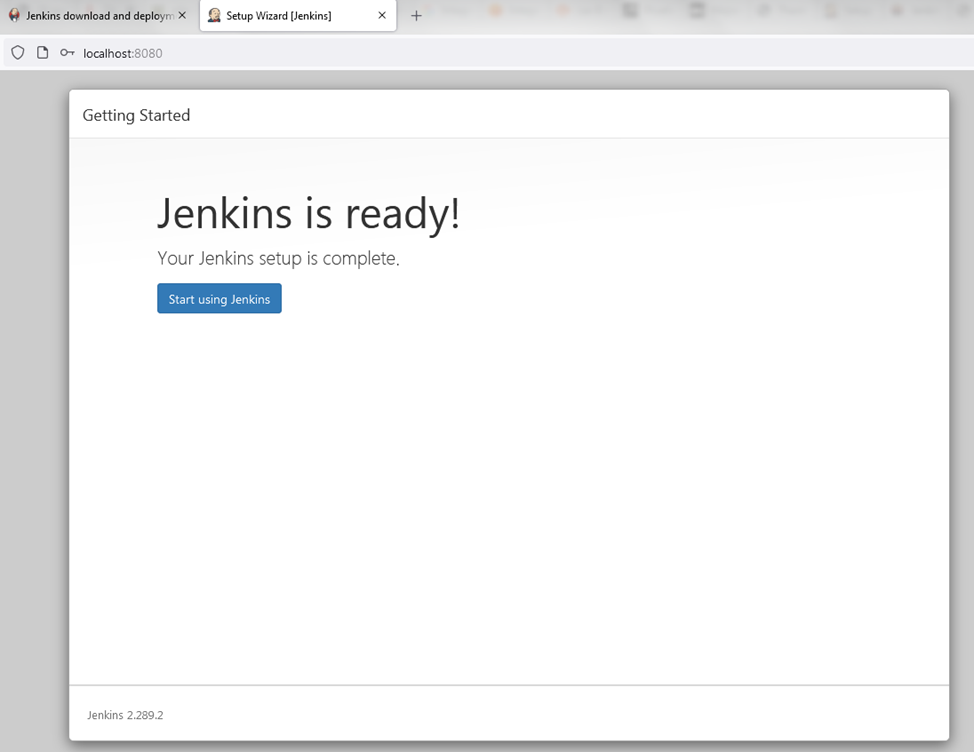 Jenkins download and deploym
Setup Wizard [Jenkins]
localhost:8080
Getting Started
Jenkins is ready!
Your Jenkins setup is complete.
Start using Jenkins
Jenkins 2.289.2